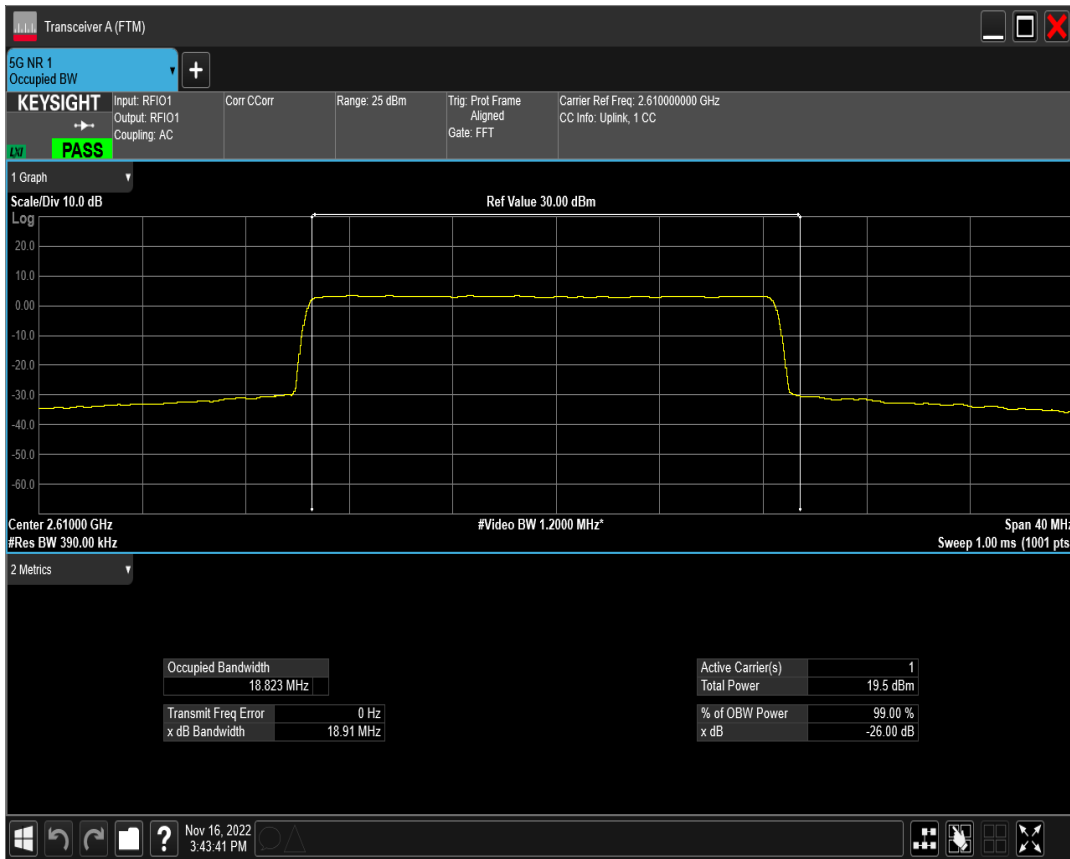 Transceiver A (FTM)
5G NR 1
Occupied BW
+
KEYSIGHT
LXI
PASS
Input: RFIO1
Output: RFIO1
Coupling: AC
Corr CCorr
Range: 25 dBm
Trig: Prot Frame
Aligned
Gate: FFT
Carrier Ref Freq: 2.610000000 GHz
CC Info: Uplink, 1 CC
1 Graph
Scale/Div 10.0 dB
Ref Value 30.00 dBm
Log
20.0
10.0
0.00
-10.0
-20.0
-30.0
-40.0
-50.0
-60.0
Center 2.61000 GHz
#Video BW 1.2000 MHz*
Span 40 MHz
#Res BW 390.00 kHz
Sweep 1.00 ms (1001 pts
2 Metrics
Occupied Bandwidth
18.823 MHz
Transmit Freq Error 0 Hz
x dB Bandwidth 18.91 MHz
Active Carrier(s) 1
Total Power 19.5 dBm
% of OBW Power 99.00 %
x dB -26.00 dB
?
Nov 16, 2022
3:43:41 PM